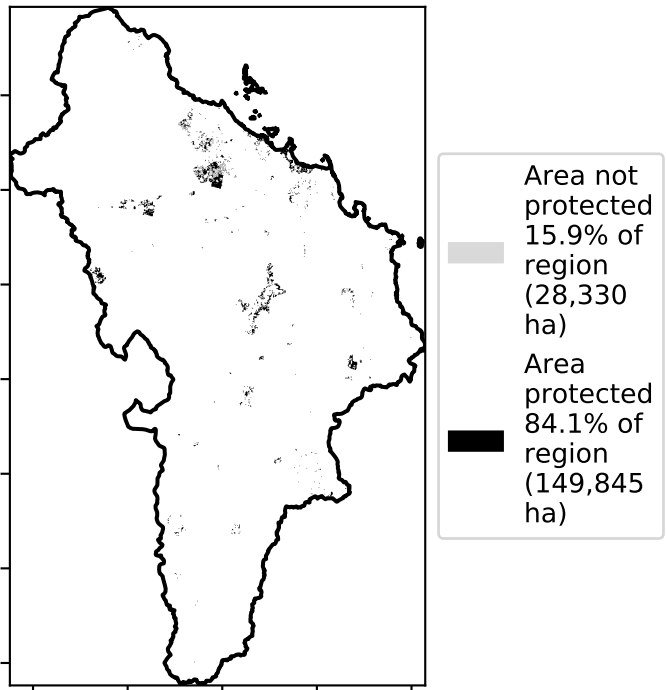 Area not
protected
15.9% of
region
(28,330
ha)
Area
protected
84.1% of
region
(149,845
ha)